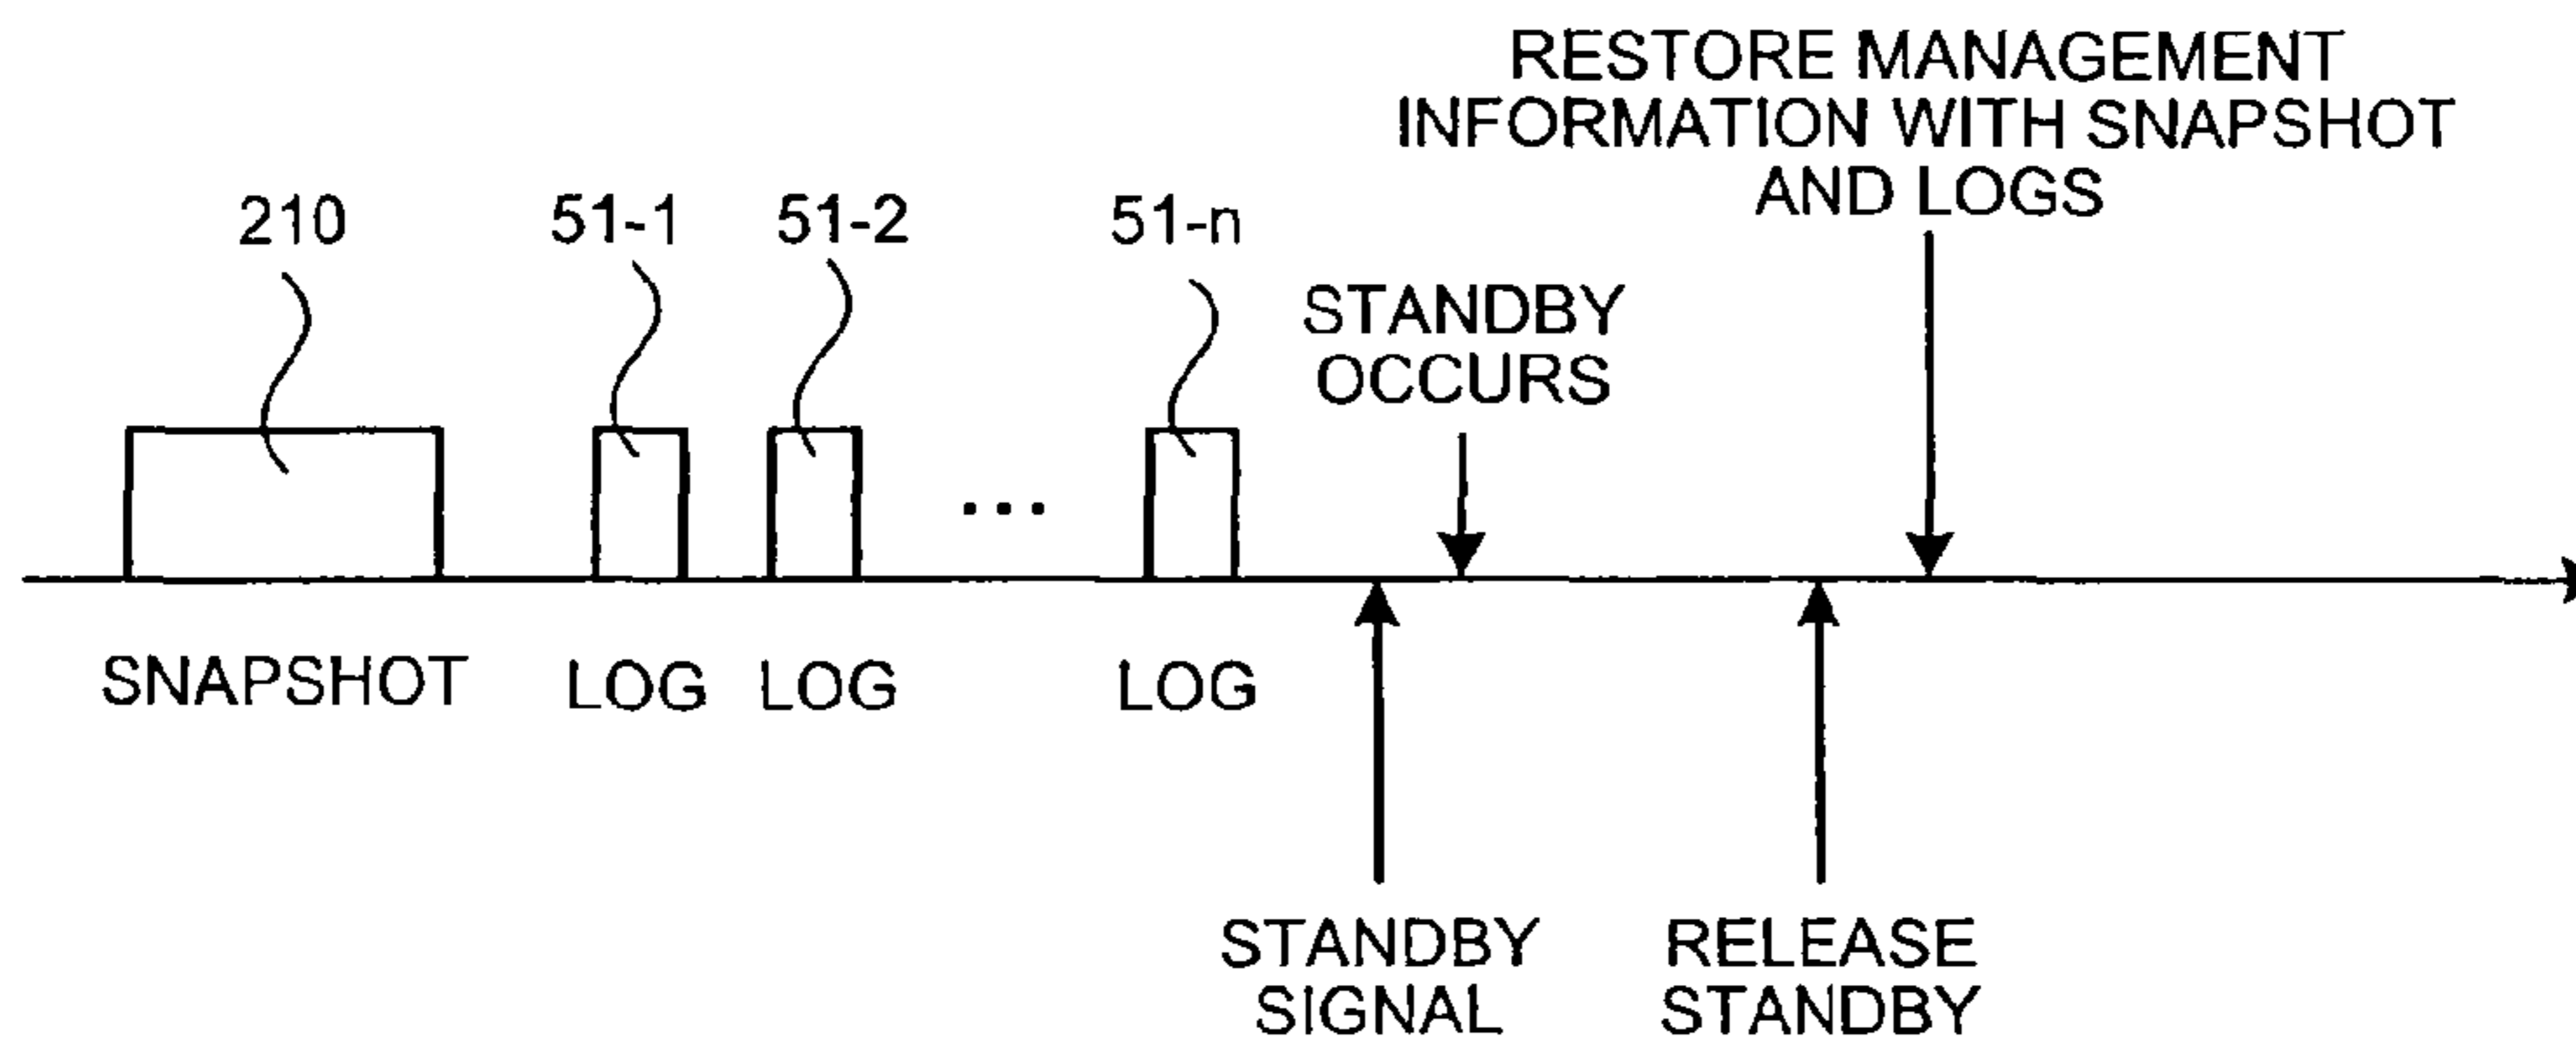 RESTORE MANAGEMENT
INFORMATION WITH SNAPSHOT
AND LOGS
210
51-1
51-2
51-n
STANDBY
OCCURS
...
SNAPSHOT
LOG
LOG
LOG
STANDBY
SIGNAL
RELEASE
STANDBY